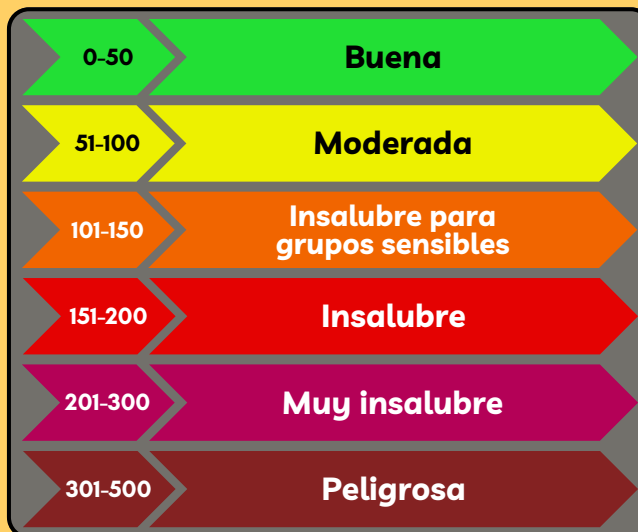 0-50 Buena
51-100 Moderada
101-150 Insalubre para
grupos sensibles
151-200 Insalubre
201-300 Muy insalubre
301-500 Peligrosa